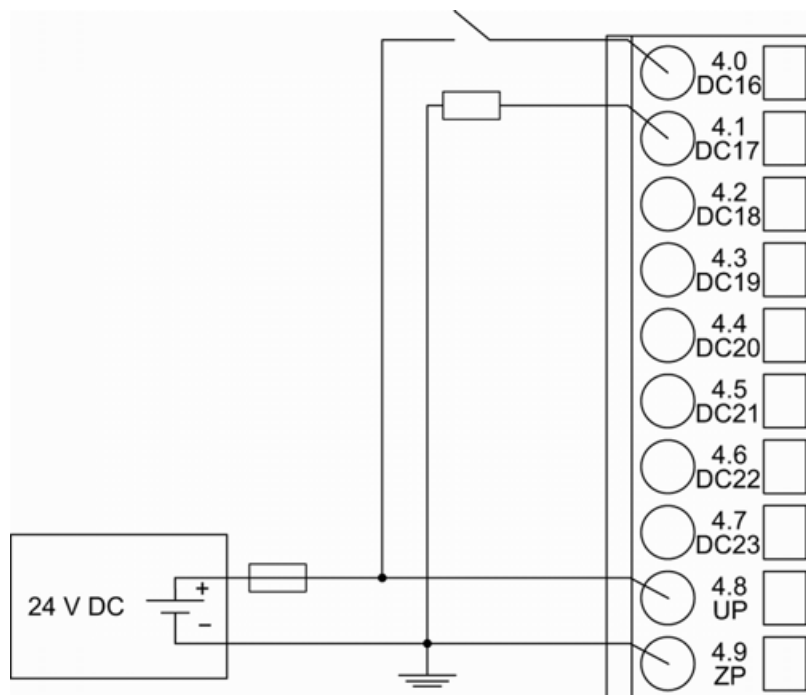 4.0
DC16
4.1
DC17
4.2
DC18
4.3
DC19
4.4
DC20
4.5
DC21
4.6
DC22
4.7
DC23
24 V DC
+
−
4.8
UP
4.9
ZP